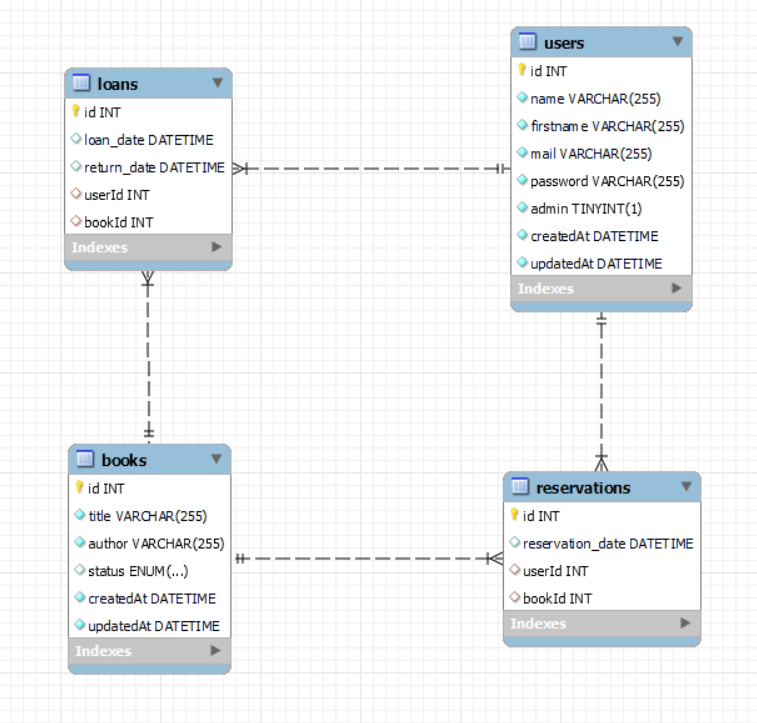 loans
id INT
loan_date DATETIME
return_date DATETIME
userId INT
bookId INT
Indexes
users
id INT
name VARCHAR(255)
firstname VARCHAR(255)
mail VARCHAR(255)
password VARCHAR(255)
admin TINYINT(1)
createdAt DATETIME
updatedAt DATETIME
Indexes
books
id INT
title VARCHAR(255)
author VARCHAR(255)
status ENUM(...)
createdAt DATETIME
updatedAt DATETIME
Indexes
reservations
id INT
reservation_date DATETIME
userId INT
bookId INT
Indexes